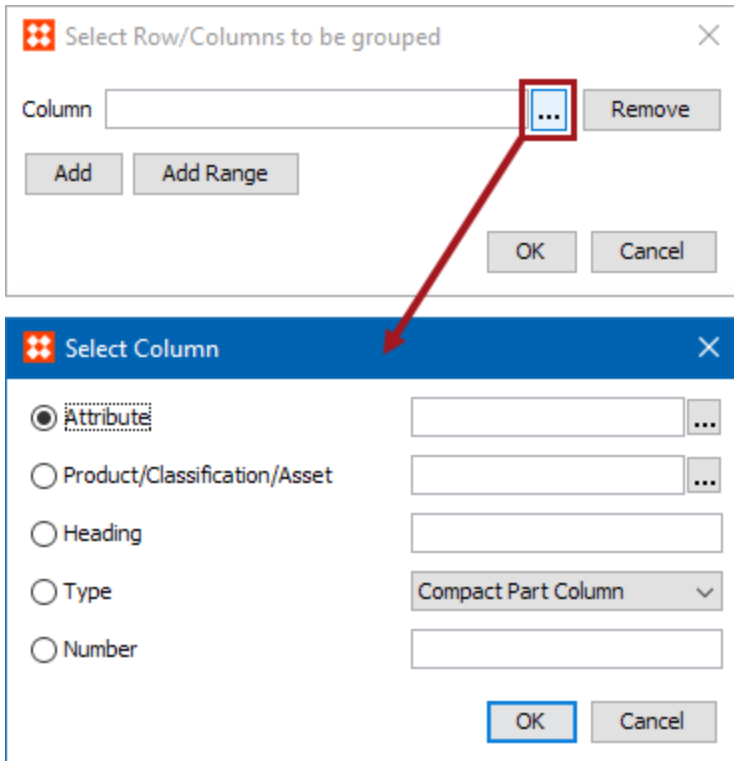 Select Row/Columns to be grouped
Column ... Remove
Add Add Range
OK Cancel
Select Column
Attribute ...
Product/Classification/Asset ...
Heading
Type Compact Part Column
Number
OK Cancel